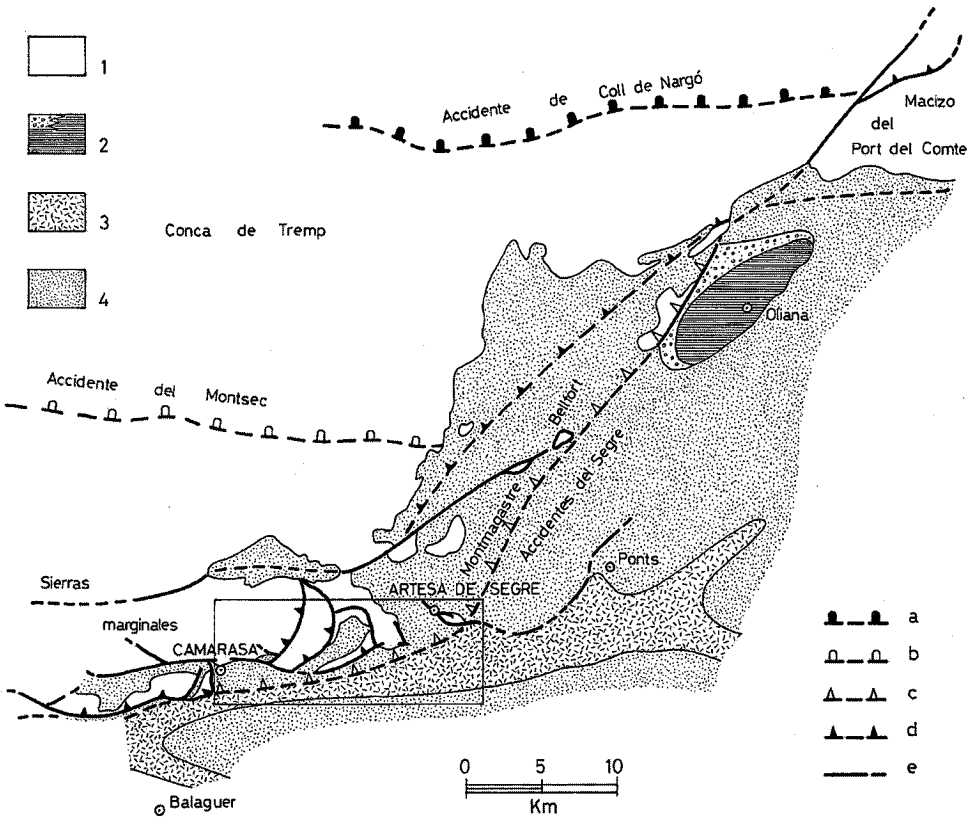 1
2
3
4
Accidente de Coll de Nargó
Macizo
del
Port del Comte
Conca de Tremp
Oliana
Accidente del Montsec
Bellfort
Montmagastre
Accidentes del Segre
Ponts
Sierras
marginales
ARTESA DE SEGRE
CAMARASA
Balaguer
0 5 10
Km
a
b
c
d
e